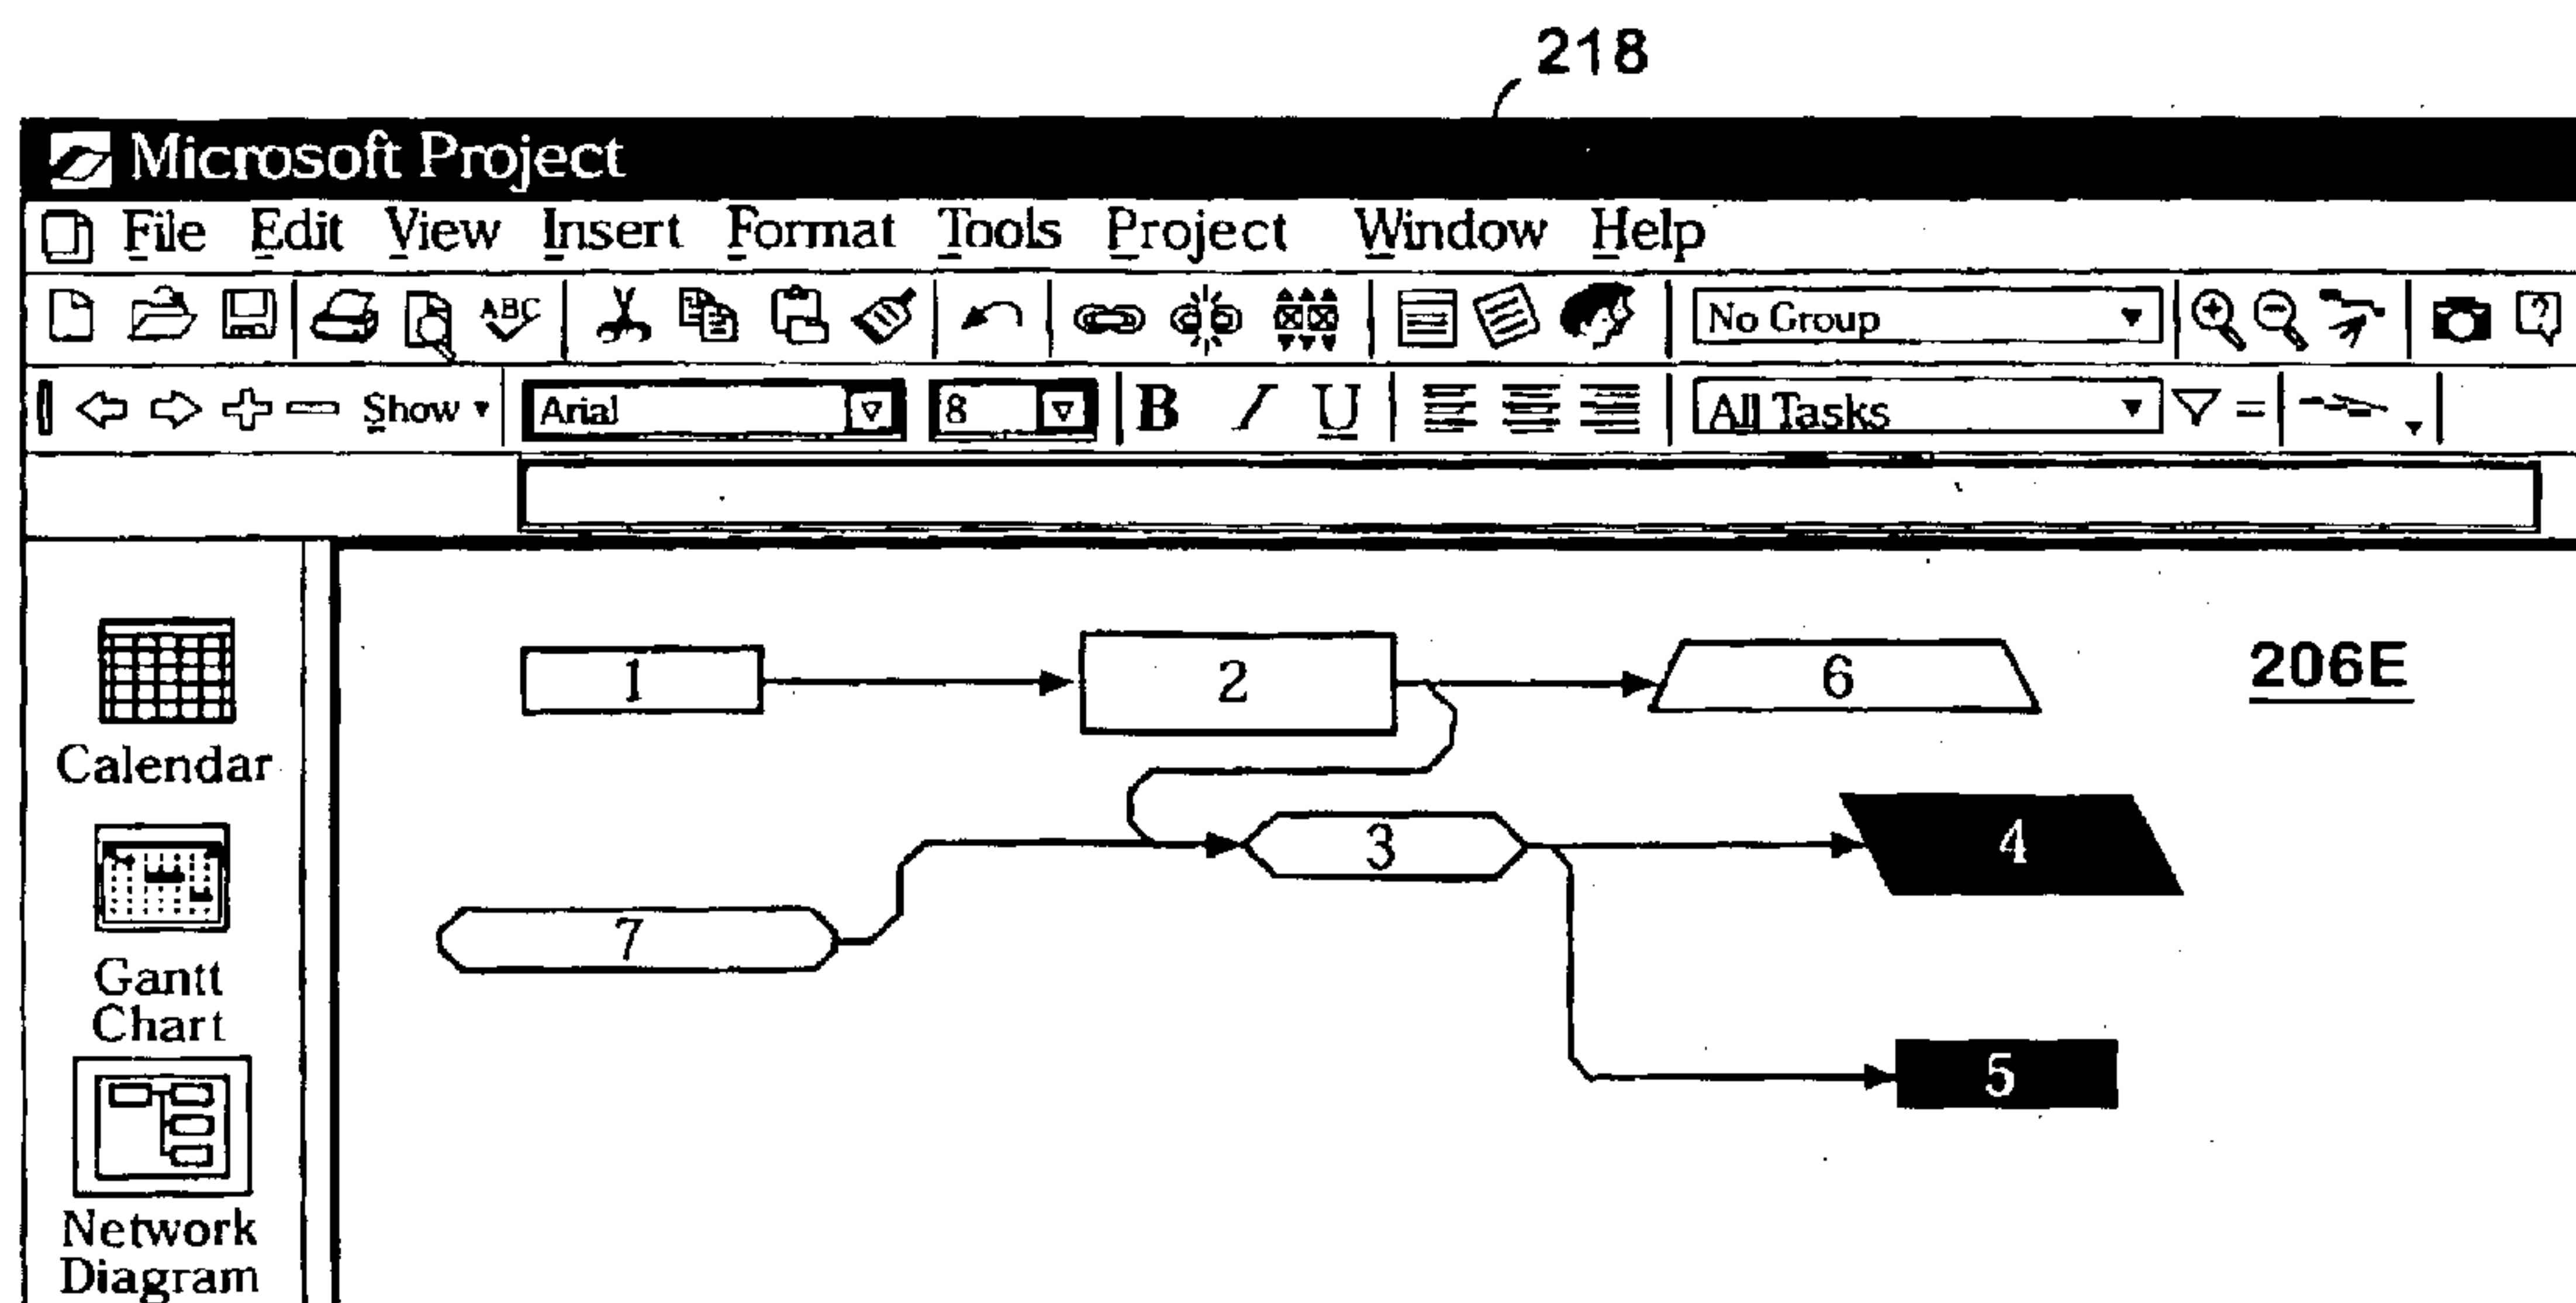 218
Microsoft Project
File Edit View Insert Format Tools Project Window Help
ABC No Group ?
Show Arial 8 B I U All Tasks =
1 2 6 206E
Calendar
3 4
7
Gantt
Chart
5
Network
Diagram